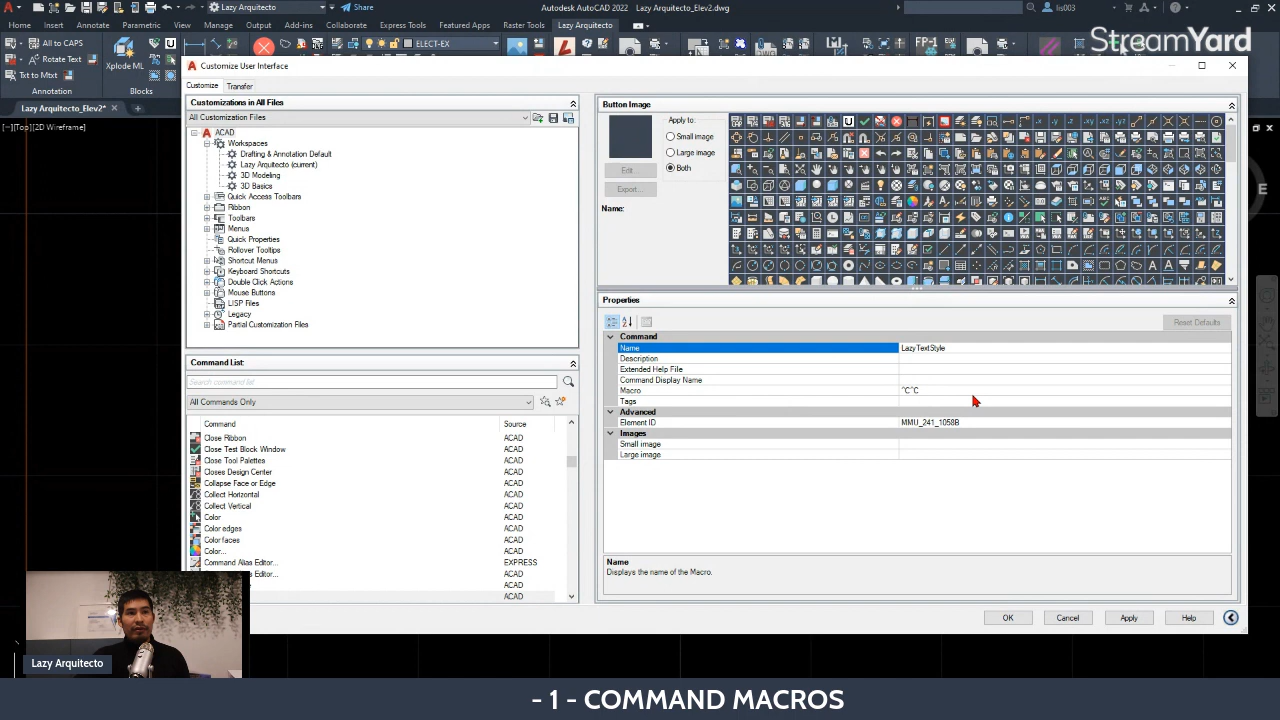 Lazy Arquitecto
Share
Autodesk AutoCAD 2022 Lazy Arquitecto_Elev2.dwg
lis003
Home Insert Annotate Parametric View Manage Output Add-ins Collaborate Express Tools Featured Apps Raster Tools Lazy Arquitecto
StreamYard
All to CAPS
Rotate Text
Txt to Mtxt
Xplode ML
ELECT-EX
FP-1
Annotation
Blocks
Lazy Arquitecto_Elev2*
[−][Top][2D Wireframe]
E
Customize User Interface
Customize Transfer
Customizations in All Files
All Customization Files
ACAD
Workspaces
Drafting & Annotation Default
Lazy Arquitecto (current)
3D Modeling
3D Basics
Quick Access Toolbars
Ribbon
Toolbars
Menus
Quick Properties
Rollover Tooltips
Shortcut Menus
Keyboard Shortcuts
Double Click Actions
Mouse Buttons
LISP Files
Legacy
Partial Customization Files
Command List:
Search command list
All Commands Only
Command Source
Close Ribbon ACAD
Close Test Block Window ACAD
Close Tool Palettes ACAD
Closes Design Center ACAD
Collapse Face or Edge ACAD
Collect Horizontal ACAD
Collect Vertical ACAD
Color ACAD
Color edges ACAD
Color faces ACAD
Color... ACAD
Command Alias Editor... EXPRESS
Alias Editor... ACAD
ACAD
ACAD
Button Image
Apply to:
Small image
Large image
Both
Edit...
Export...
Name:
Properties
Reset Defaults
Command
Name LazyTextStyle
Description
Extended Help File
Command Display Name
Macro ^C^C
Tags
Advanced
Element ID MMU_241_1058B
Images
Small image
Large image
Name
Displays the name of the Macro.
OK Cancel Apply Help
Lazy Arquitecto
- 1 - COMMAND MACROS